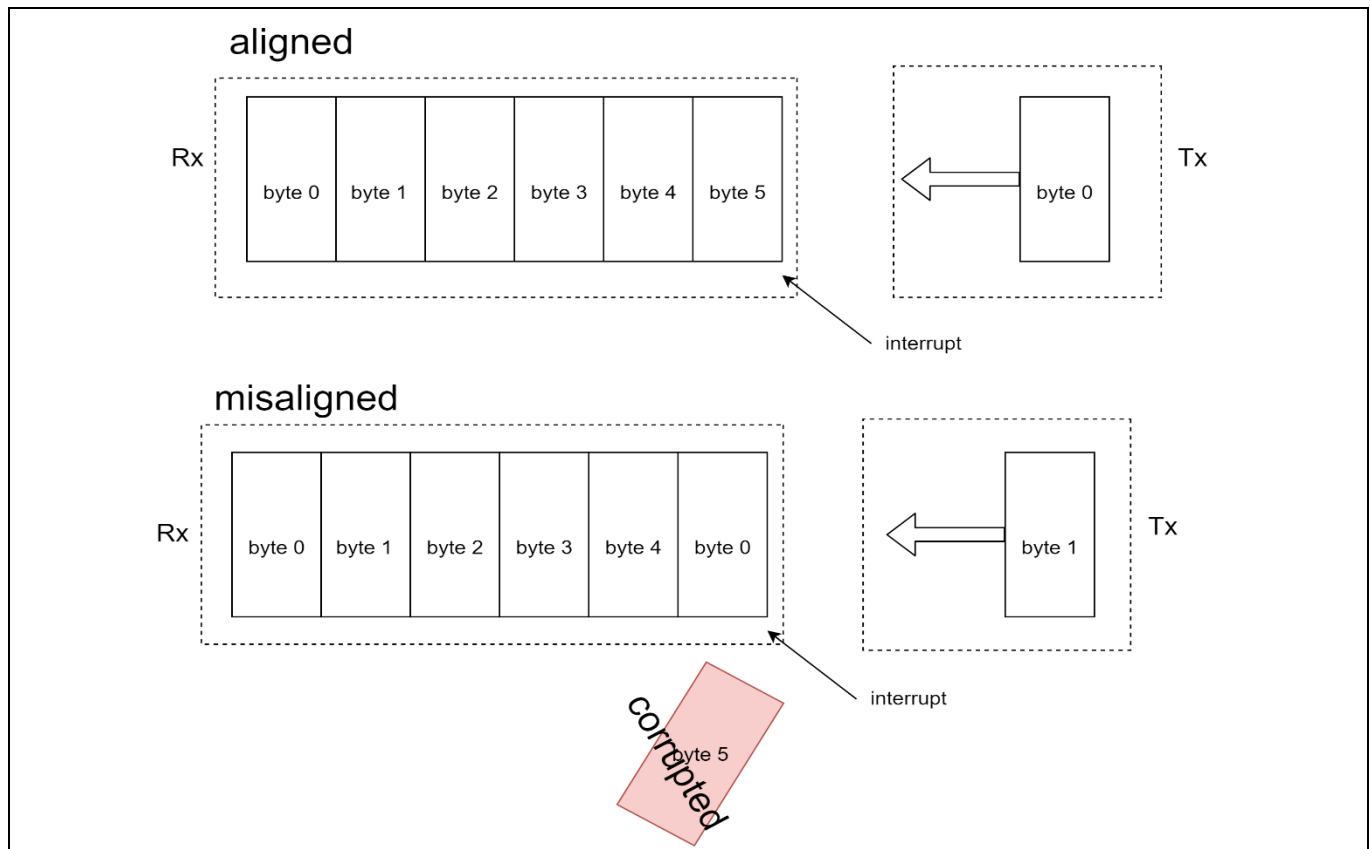 aligned
Rx
byte 0 byte 1 byte 2 byte 3 byte 4 byte 5
byte 0
Tx
interrupt
misaligned
Rx
byte 0 byte 1 byte 2 byte 3 byte 4 byte 0
byte 1
Tx
interrupt
byte 5
corrupted